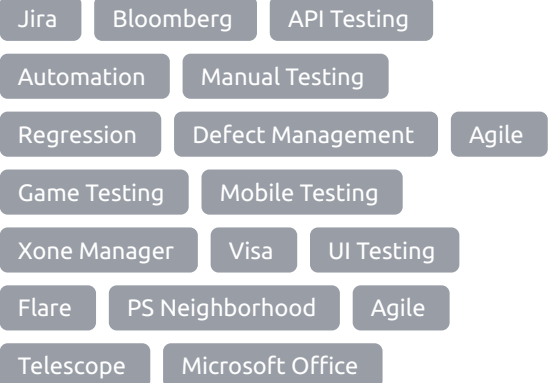 Jira Bloomberg API Testing
Automation Manual Testing
Regression Defect Management Agile
Game Testing Mobile Testing
Xone Manager Visa UI Testing
Flare PS Neighborhood Agile
Telescope Microsoft Office